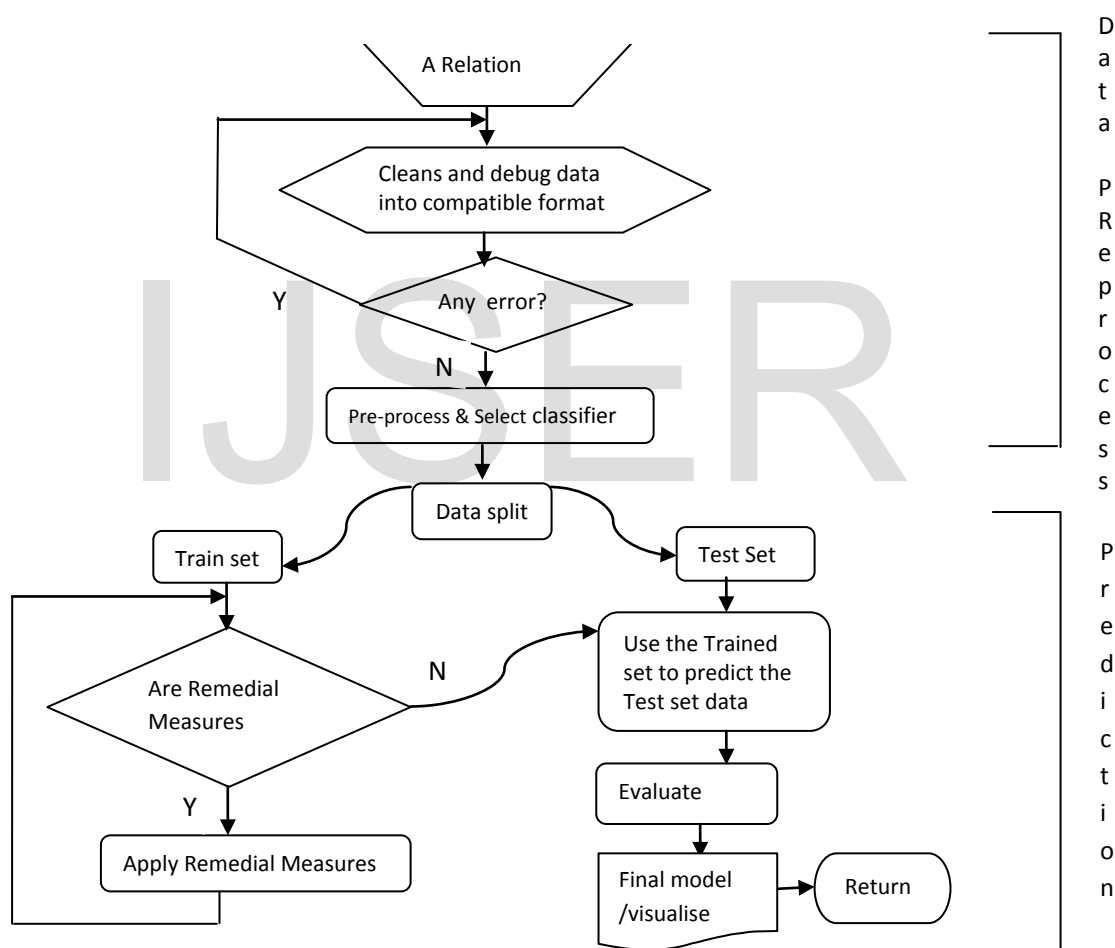 A Relation
Cleans and debug data
into compatible format
Any error?
Y
N
Pre-process & Select classifier
Data split
Train set
Test Set
Are Remedial
Measures
N
Y
Use the Trained
set to predict the
Test set data
Apply Remedial Measures
Evaluate
Final model
/visualise
Return
Data PReprocess
Prediction
IJSER